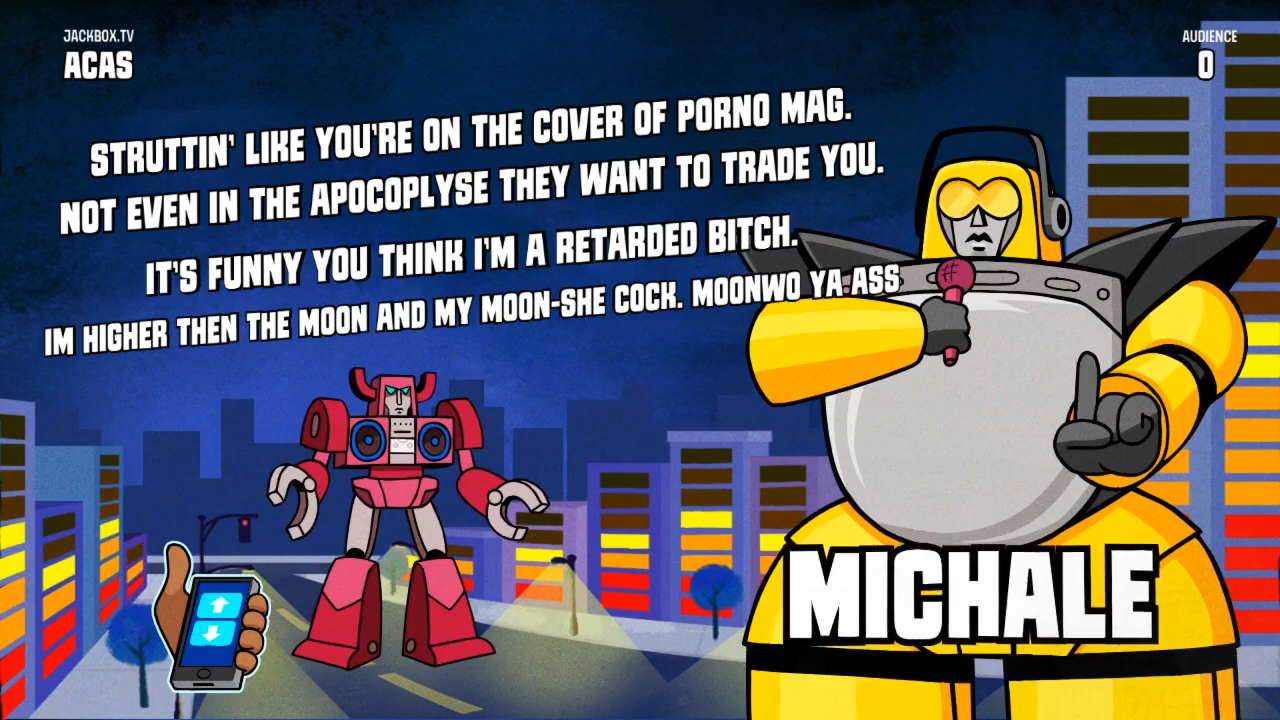 JACKBOX.TV
ACAS
AUDIENCE
0
STRUTTIN' LIKE YOU'RE ON THE COVER OF PORNO MAG.
NOT EVEN IN THE APOCOPLYSE THEY WANT TO TRADE YOU.
IT'S FUNNY YOU THINK I'M A RETARDED BITCH.
IM HIGHER THEN THE MOON AND MY MOON-SHE COCK. MOONWO YA ASS
MICHALE